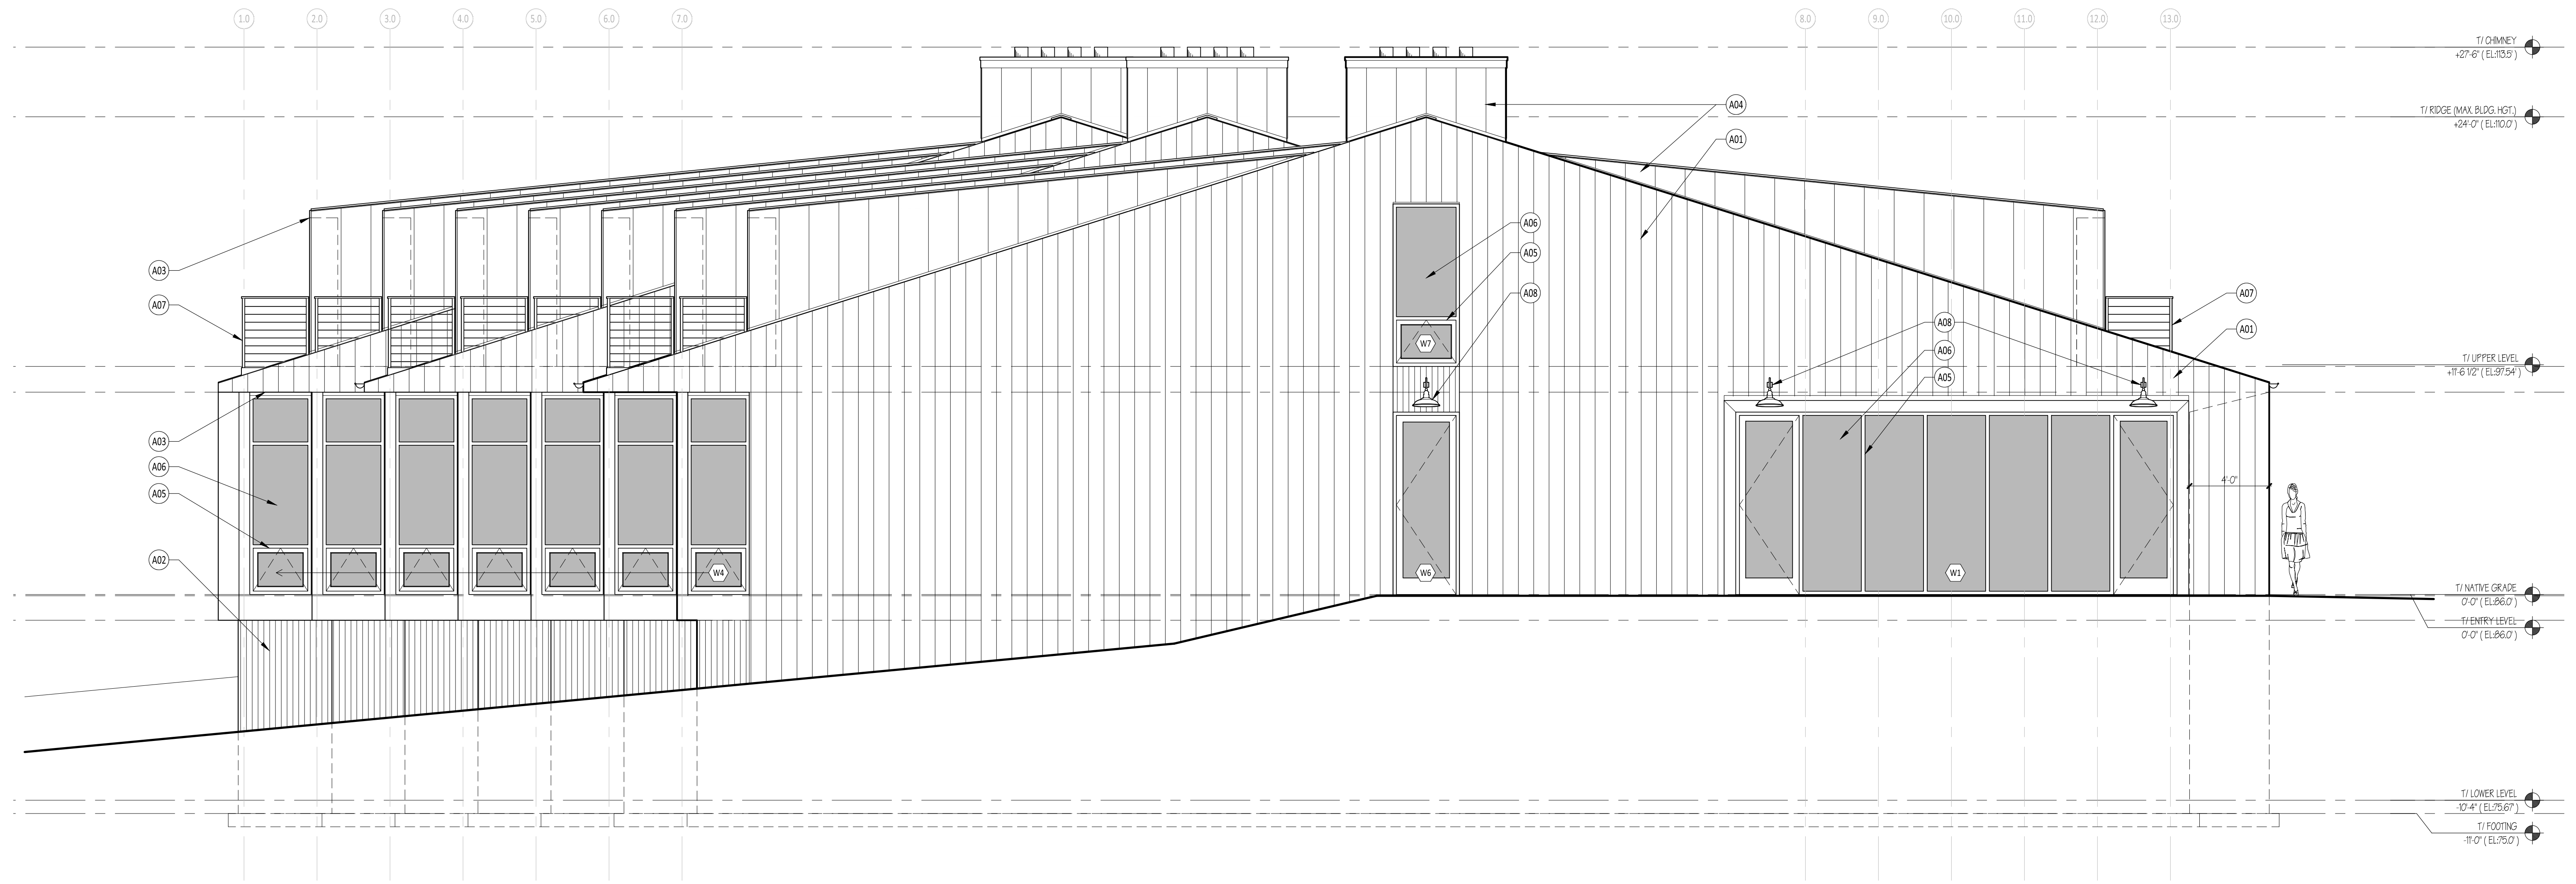 1.0 2.0 3.0 4.0 5.0 6.0 7.0 8.0 9.0 10.0 11.0 12.0 13.0
T/ CHIMNEY
+27'-6" ( EL:113.5' )
A04
T/ RIDGE (MAX. BLDG. HGT.)
+24'-0" ( EL:110.0' )
A01
A06
A05
A03
A07
A08
W7
A07
A08
A01
A06
T/ UPPER LEVEL
+11'-6 1/2" ( EL:97.54' )
A05
A03
A06
4'-0"
A05
A02
W4
W6
W1
T/ NATIVE GRADE
0'-0" ( EL:86.0' )
T/ ENTRY LEVEL
0'-0" ( EL:86.0' )
T/ LOWER LEVEL
-10'-4" ( EL:75.67' )
T/ FOOTING
-11'-0" ( EL:75.0' )